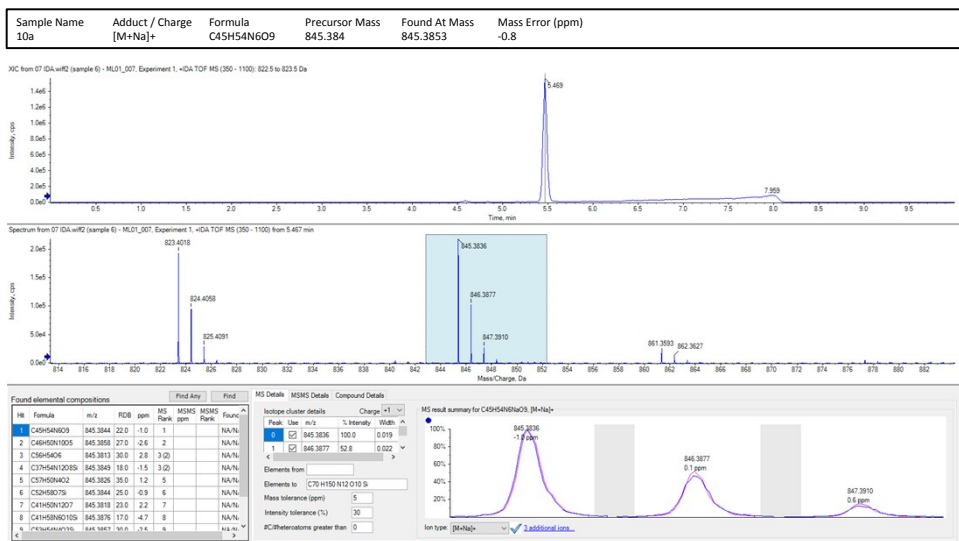 Sample Name Adduct / Charge Formula Precursor Mass Found At Mass Mass Error (ppm)
10a [M+Na]+ C45H54N6O9 845.384 845.3853 -0.8
XIC from 07 IDA.wiff2 (sample 6) - ML01_007, Experiment 1, +IDA TOF MS (350 - 1100): 822.5 to 823.5 Da
Intensity, cps
1.4e6
1.2e6
1.0e6
8.0e5
6.0e5
4.0e5
2.0e5
0.0e0
5.469
7.959
0.5 1.0 1.5 2.0 2.5 3.0 3.5 4.0 4.5 5.0 5.5 6.0 6.5 7.0 7.5 8.0 8.5 9.0 9.5
Time, min
Spectrum from 07 IDA.wiff2 (sample 6) - ML01_007, Experiment 1, +IDA TOF MS (350 - 1100) from 5.467 min
Intensity, cps
2.0e5
1.5e5
1.0e5
5.0e4
0.0e0
823.4018
824.4058
825.4091
845.3836
846.3877
847.3910
861.3593
862.3627
814 816 818 820 822 824 826 828 830 832 834 836 838 840 842 844 846 848 850 852 854 856 858 860 862 864 866 868 870 872 874 876 878 880 882
Mass/Charge, Da
Found elemental compositions Find Any Find
Hit Formula m/z RDB ppm MS Rank MSMS ppm MSMS Rank Found
1 C45H54N6O9 845.3844 22.0 -1.0 1 NA/N
2 C46H50N10O5 845.3858 27.0 -2.6 2 NA/N
3 C56H54O6 845.3813 30.0 2.8 3 (2) NA/N
4 C37H54N12O8Si 845.3849 18.0 -1.5 3 (2) NA/N
5 C57H50N4O2 845.3826 35.0 1.2 5 NA/N
6 C52H58O7Si 845.3844 25.0 -0.9 6 NA/N
7 C41H50N12O7 845.3818 23.0 2.2 7 NA/N
8 C41H58N6O10Si 845.3876 17.0 -4.7 8 NA/N
MS Details MSMS Details Compound Details
Isotope cluster details Charge +1
Peak Use m/z % Intensity Width
0 845.3836 100.0 0.019
1 846.3877 52.8 0.022
Elements from
Elements to C70 H150 N12 O10 Si
Mass tolerance (ppm) 5
Intensity tolerance (%) 30
#C/#heteroatoms greater than 0
MS result summary for C45H54N6NaO9, [M+Na]+
100%
80%
60%
40%
20%
845.3836
-1.0 ppm
846.3877
0.1 ppm
847.3910
0.6 ppm
Ion type: [M+Na]+ 3 additional ions...